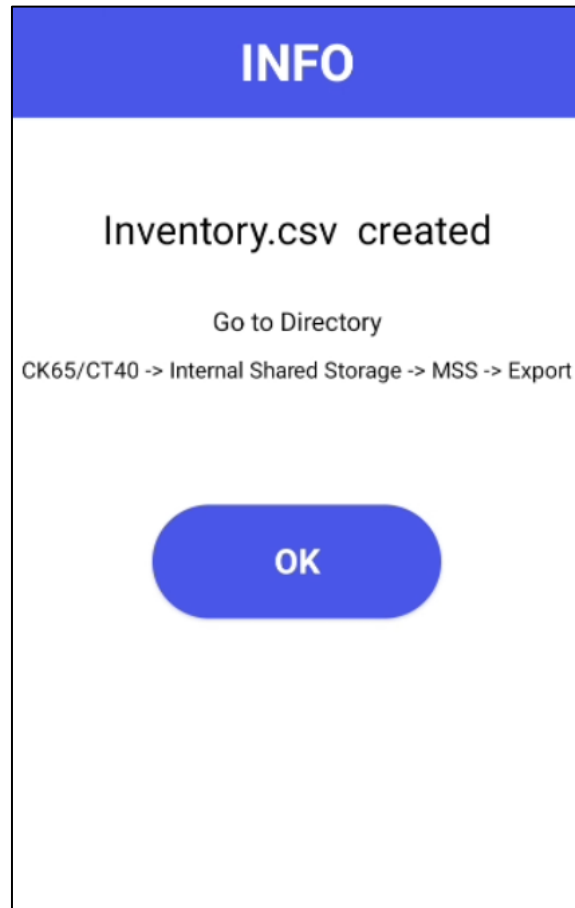 INFO
Inventory.csv  created
Go to Directory
CK65/CT40 -> Internal Shared Storage -> MSS -> Export
OK